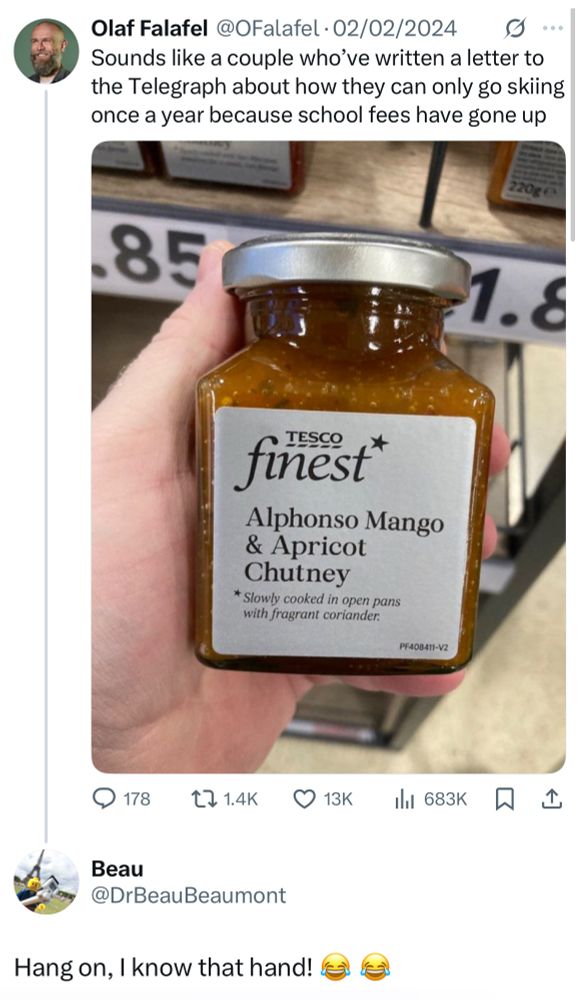 Olaf Falafel @OFalafel · 02/02/2024
Sounds like a couple who’ve written a letter to
the Telegraph about how they can only go skiing
once a year because school fees have gone up
220g e
.85
1.8
TESCO
finest*
Alphonso Mango
& Apricot
Chutney
*Slowly cooked in open pans
with fragrant coriander.
PF408411-V2
178 1.4K 13K 683K
Beau
@DrBeauBeaumont
Hang on, I know that hand! 😂 😂